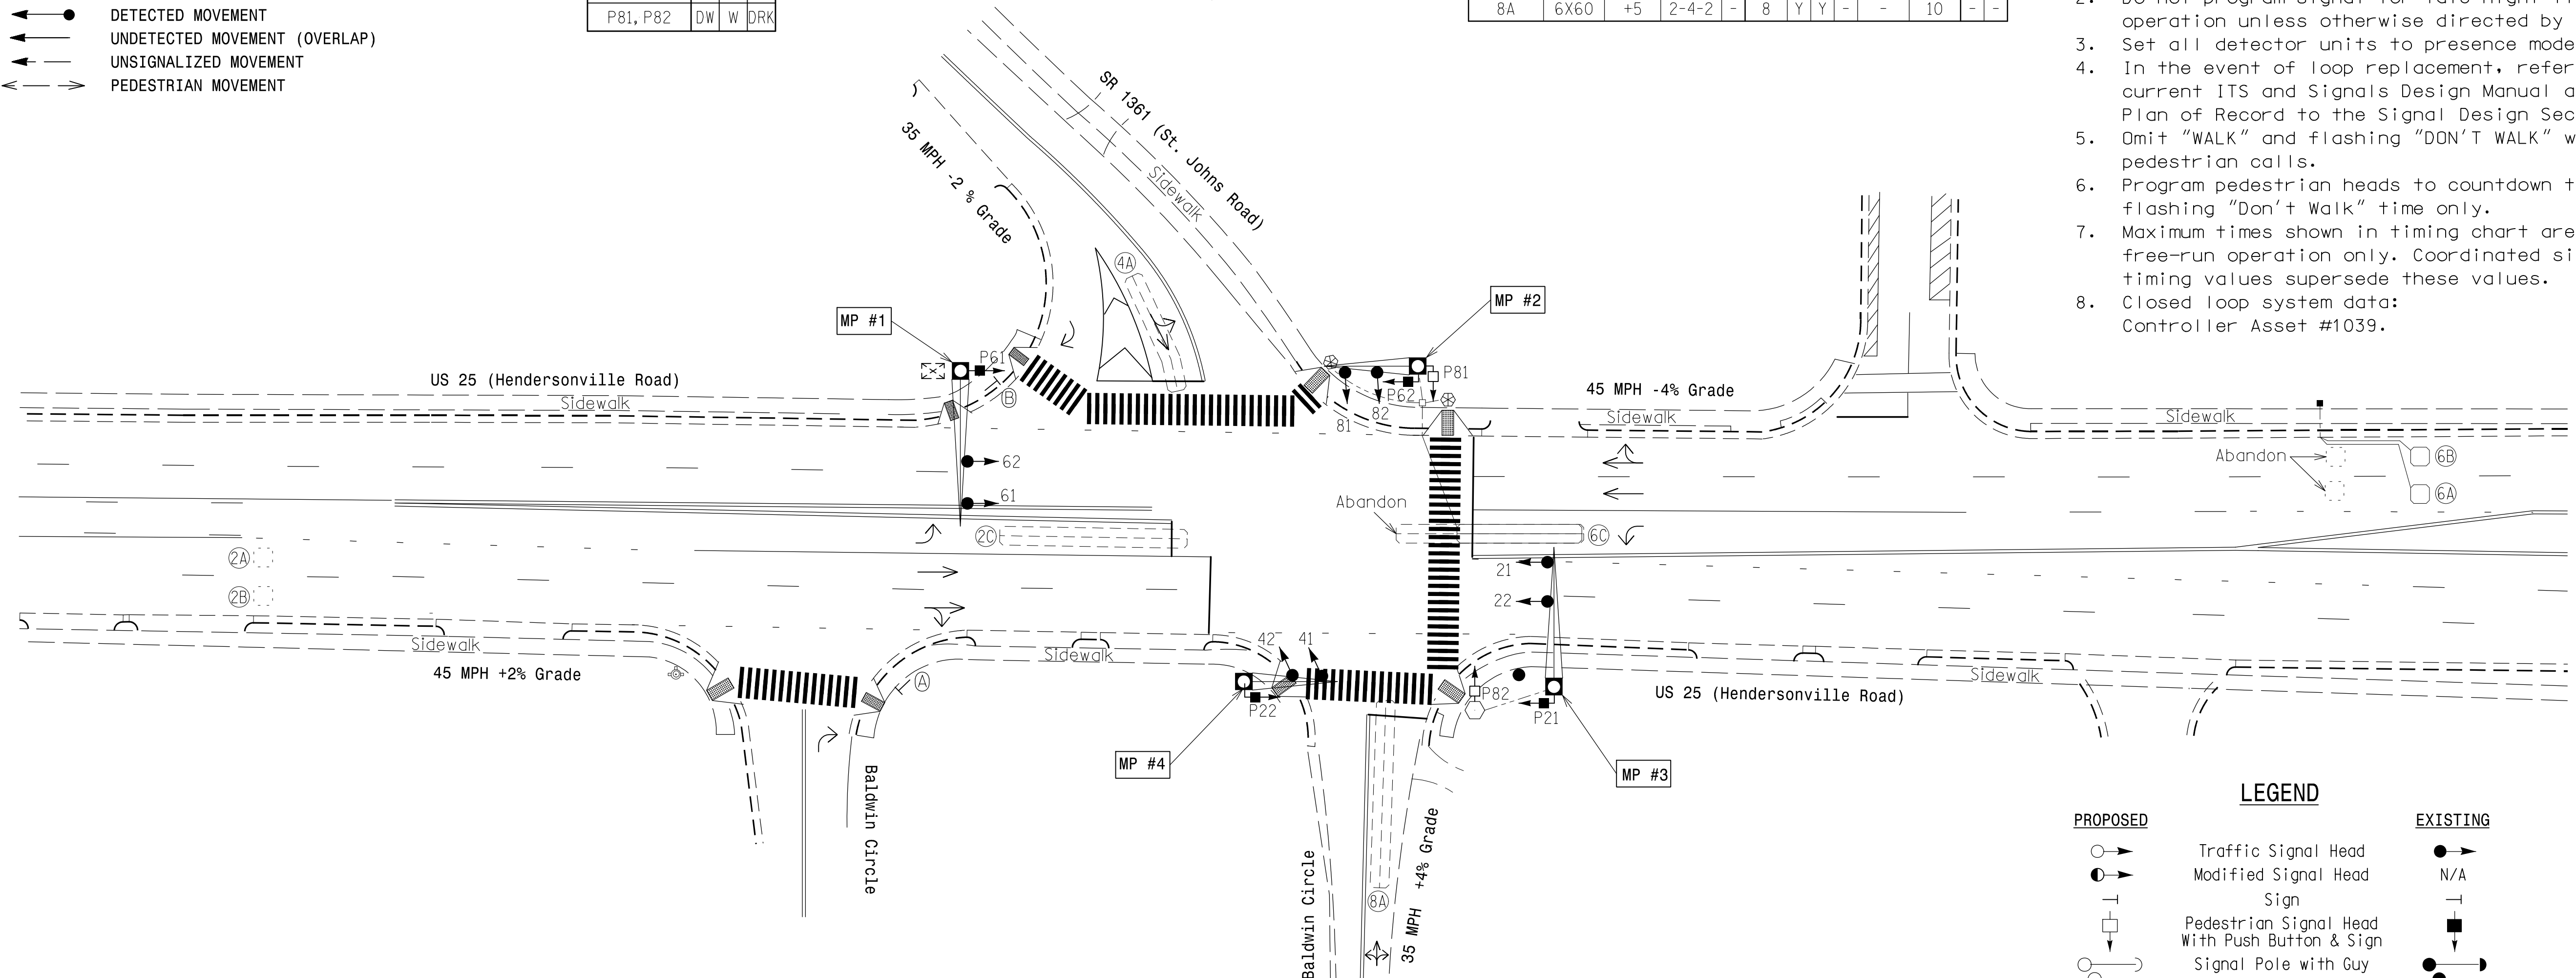 DETECTED MOVEMENT
UNDETECTED MOVEMENT (OVERLAP)
UNSIGNALIZED MOVEMENT
PEDESTRIAN MOVEMENT
P81, P82 DW W DRK
8A 6X60 +5 2-4-2 - 8 Y Y - - 10 - -
operation unless otherwise directed by
3. Set all detector units to presence mode
4. In the event of loop replacement, refer
current ITS and Signals Design Manual a
Plan of Record to the Signal Design Sec
5. Omit "WALK" and flashing "DON'T WALK" w
pedestrian calls.
6. Program pedestrian heads to countdown t
flashing "Don't Walk" time only.
7. Maximum times shown in timing chart are
free-run operation only. Coordinated si
timing values supersede these values.
8. Closed loop system data:
Controller Asset #1039.
SR 1361 (St. Johns Road)
Sidewalk
35 MPH -2 % Grade
4A
MP #1
MP #2
P61
B
P81
P62
82
81
US 25 (Hendersonville Road)
Sidewalk
45 MPH -4% Grade
Sidewalk
Sidewalk
62
61
Abandon
6B
6A
Abandon
2C
6C
2A
2B
21
22
Sidewalk
45 MPH +2% Grade
A
Sidewalk
42
41
P22
P82
P21
US 25 (Hendersonville Road)
Sidewalk
MP #4
MP #3
Baldwin Circle
Baldwin Circle
8A
35 MPH +4% Grade
LEGEND
PROPOSED
EXISTING
Traffic Signal Head
Modified Signal Head N/A
Sign
Pedestrian Signal Head
With Push Button & Sign
Signal Pole with Guy